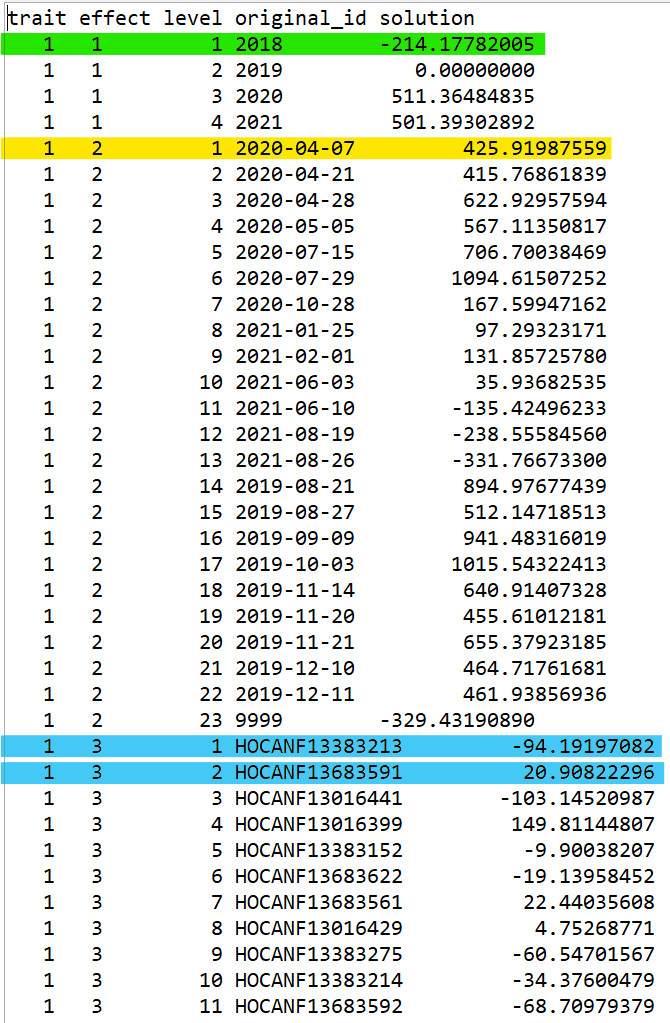 trait effect level original_id solution
1 1 1 2018 -214.17782005
1 1 2 2019 0.00000000
1 1 3 2020 511.36484835
1 1 4 2021 501.39302892
1 2 1 2020-04-07 425.91987559
1 2 2 2020-04-21 415.76861839
1 2 3 2020-04-28 622.92957594
1 2 4 2020-05-05 567.11350817
1 2 5 2020-07-15 706.70038469
1 2 6 2020-07-29 1094.61507252
1 2 7 2020-10-28 167.59947162
1 2 8 2021-01-25 97.29323171
1 2 9 2021-02-01 131.85725780
1 2 10 2021-06-03 35.93682535
1 2 11 2021-06-10 -135.42496233
1 2 12 2021-08-19 -238.55584560
1 2 13 2021-08-26 -331.76673300
1 2 14 2019-08-21 894.97677439
1 2 15 2019-08-27 512.14718513
1 2 16 2019-09-09 941.48316019
1 2 17 2019-10-03 1015.54322413
1 2 18 2019-11-14 640.91407328
1 2 19 2019-11-20 455.61012181
1 2 20 2019-11-21 655.37923185
1 2 21 2019-12-10 464.71761681
1 2 22 2019-12-11 461.93856936
1 2 23 9999 -329.43190890
1 3 1 HOCANF13383213 -94.19197082
1 3 2 HOCANF13683591 20.90822296
1 3 3 HOCANF13016441 -103.14520987
1 3 4 HOCANF13016399 149.81144807
1 3 5 HOCANF13383152 -9.90038207
1 3 6 HOCANF13683622 -19.13958452
1 3 7 HOCANF13683561 22.44035608
1 3 8 HOCANF13016429 4.75268771
1 3 9 HOCANF13383275 -60.54701567
1 3 10 HOCANF13383214 -34.37600479
1 3 11 HOCANF13683592 -68.70979379